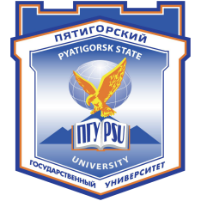 ПЯТИГОРСКИЙ
PYATIGORSK STATE
ПГУ PSU
UNIVERSITY
ГОСУДАРСТВЕННЫЙ УНИВЕРСИТЕТ